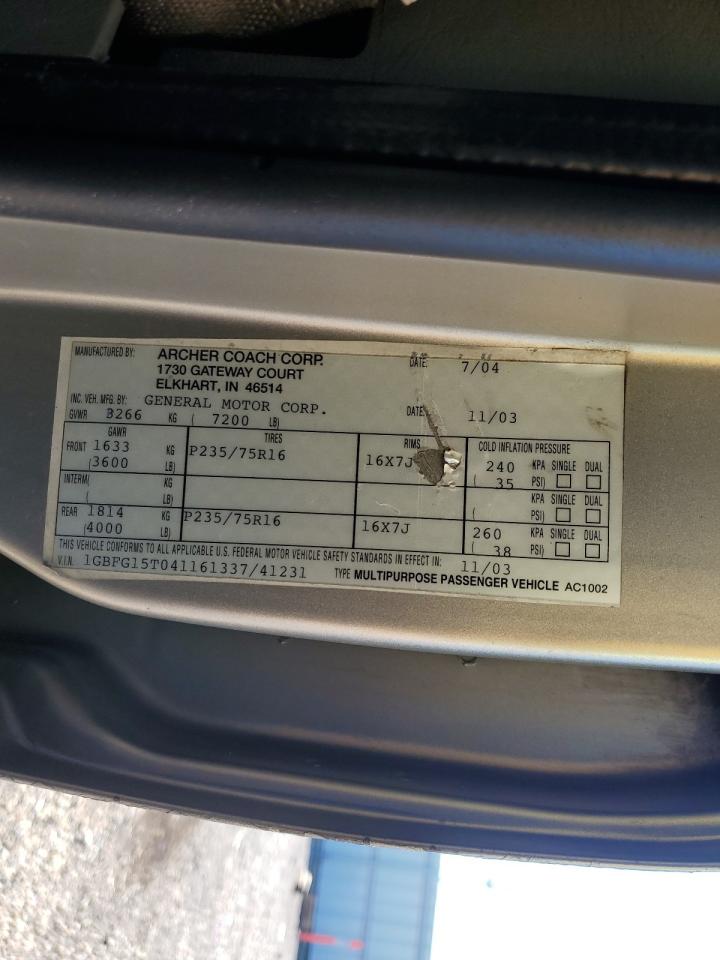 MANUFACTURED BY: ARCHER COACH CORP. DATE: 7/04
1730 GATEWAY COURT
ELKHART, IN 46514
INC. VEH. MFG. BY: GENERAL MOTOR CORP. DATE: 11/03
GVWR 3266 KG ( 7200 LB)
GAWR TIRES RIMS COLD INFLATION PRESSURE
FRONT 1633 KG P235/75R16 16X7J 240 KPA SINGLE DUAL
(3600 LB) ( 35 PSI)
INTERM( KG KPA SINGLE DUAL
( LB) ( PSI)
REAR 1814 KG P235/75R16 16X7J 260 KPA SINGLE DUAL
(4000 LB) ( 38 PSI)
THIS VEHICLE CONFORMS TO ALL APPLICABLE U.S. FEDERAL MOTOR VEHICLE SAFETY STANDARDS IN EFFECT IN: 11/03
V.I.N. 1GBFG15T041161337/41231 TYPE MULTIPURPOSE PASSENGER VEHICLE AC1002